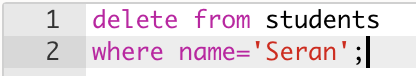 1 delete from students
2 where name='Seran';